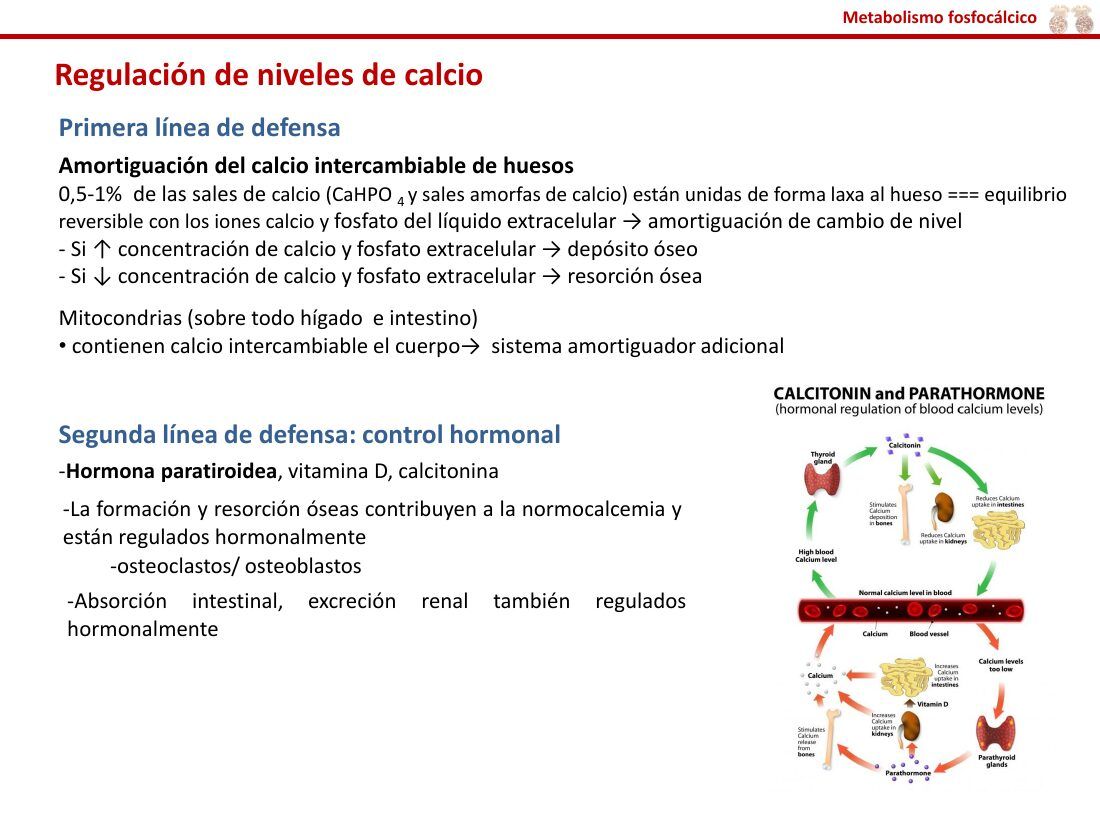 Metabolismo fosfocálcico
Regulación de niveles de calcio
Primera línea de defensa
Amortiguación del calcio intercambiable de huesos
0,5-1%  de las sales de calcio (CaHPO 4 y sales amorfas de calcio) están unidas de forma laxa al hueso === equilibrio
reversible con los iones calcio y fosfato del líquido extracelular → amortiguación de cambio de nivel
- Si ↑ concentración de calcio y fosfato extracelular → depósito óseo
- Si ↓ concentración de calcio y fosfato extracelular → resorción ósea
Mitocondrias (sobre todo hígado  e intestino)
• contienen calcio intercambiable el cuerpo→  sistema amortiguador adicional
Segunda línea de defensa: control hormonal
-Hormona paratiroidea, vitamina D, calcitonina
-La formación y resorción óseas contribuyen a la normocalcemia y
están regulados hormonalmente
-osteoclastos/ osteoblastos
-Absorción intestinal, excreción renal también regulados
hormonalmente
CALCITONIN and PARATHORMONE
(hormonal regulation of blood calcium levels)
Calcitonin
Thyroid
gland
Stimulates
Calcium
deposition
in bones
Reduces Calcium
uptake in kidneys
Reduces Calcium
uptake in intestines
High blood
Calcium level
Normal calcium level in blood
Calcium
Blood vessel
Calcium levels
too low
Calcium
Increases
Calcium
uptake in
intestines
Vitamin D
Increases
Calcium
uptake in
kidneys
Stimulates
Calcium
release
from
bones
Parathyroid
glands
Parathormone